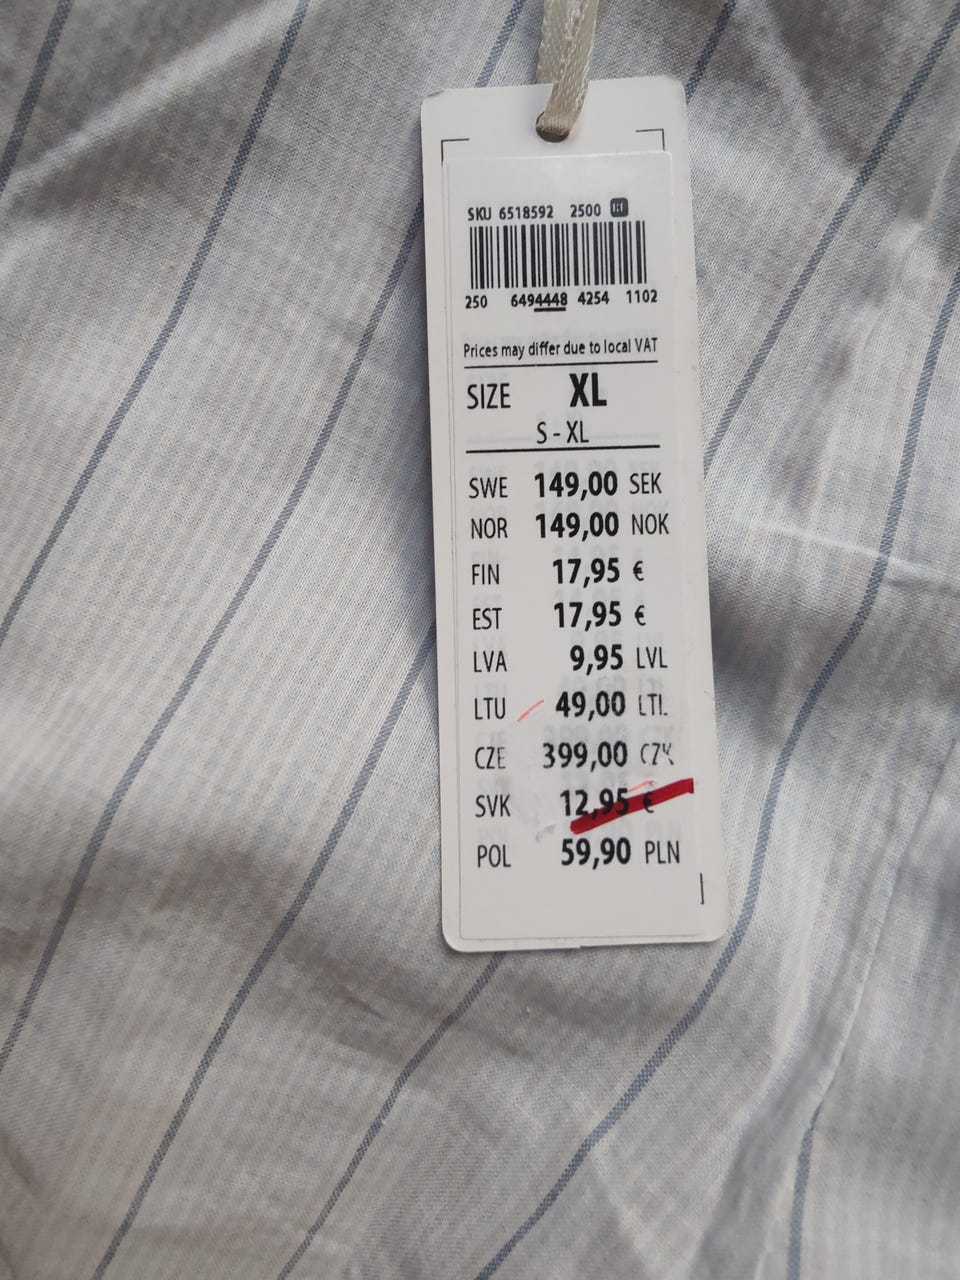 SKU 6518592 2500
250 6494448 4254 1102
Prices may differ due to local VAT
SIZE XL
S - XL
SWE 149,00 SEK
NOR 149,00 NOK
FIN 17,95 €
EST 17,95 €
LVA 9,95 LVL
LTU 49,00 LTL
CZE 399,00 CZK
SVK 12,95 €
POL 59,90 PLN